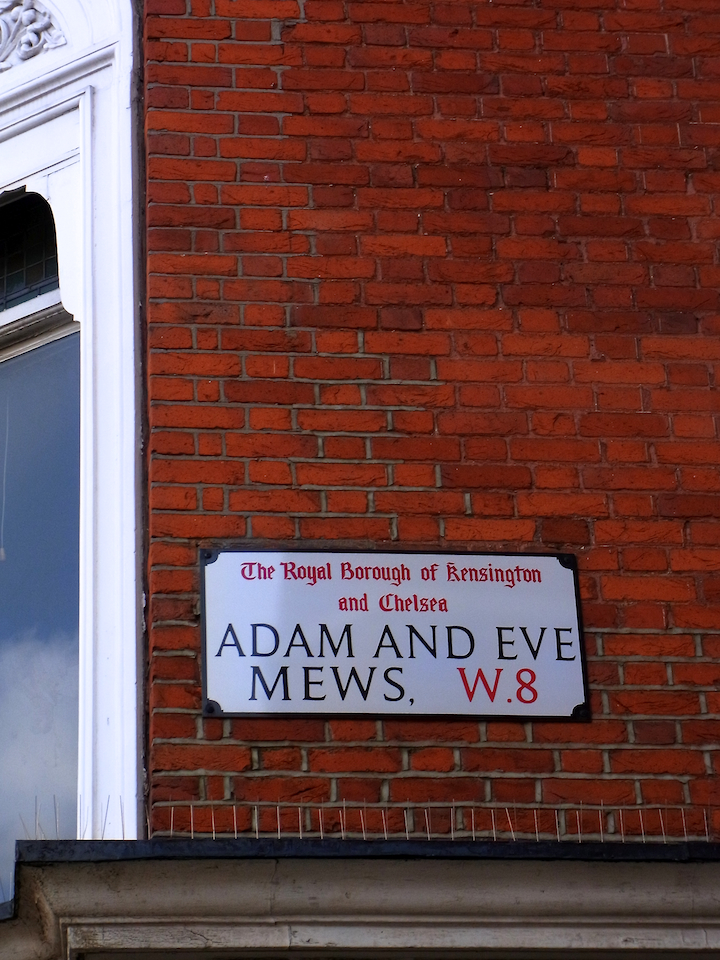 The Royal Borough of Kensington
and Chelsea
ADAM AND EVE
MEWS, W.8